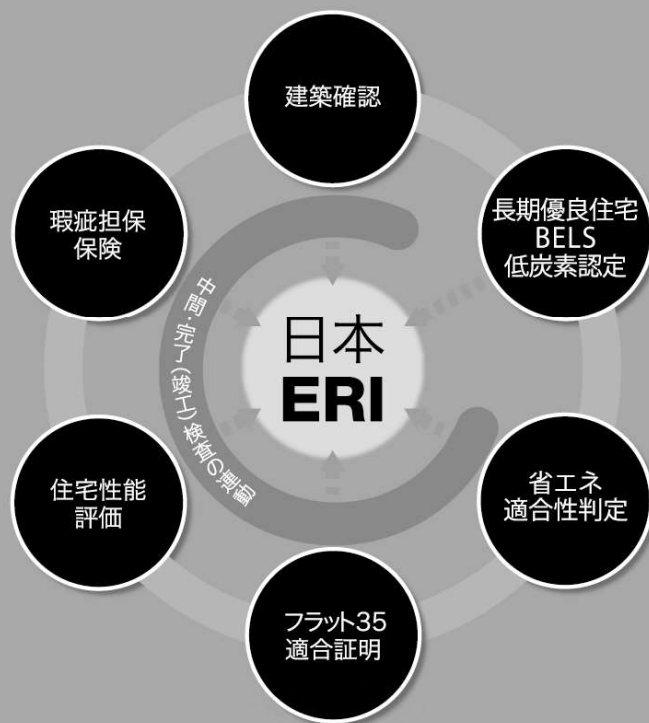 建築確認
長期優良住宅
BELS
低炭素認定
省エネ
適合性判定
フラット35
適合証明
住宅性能
評価
瑕疵担保
保険
中間・完了(竣工)検査の連動
日本
ERI